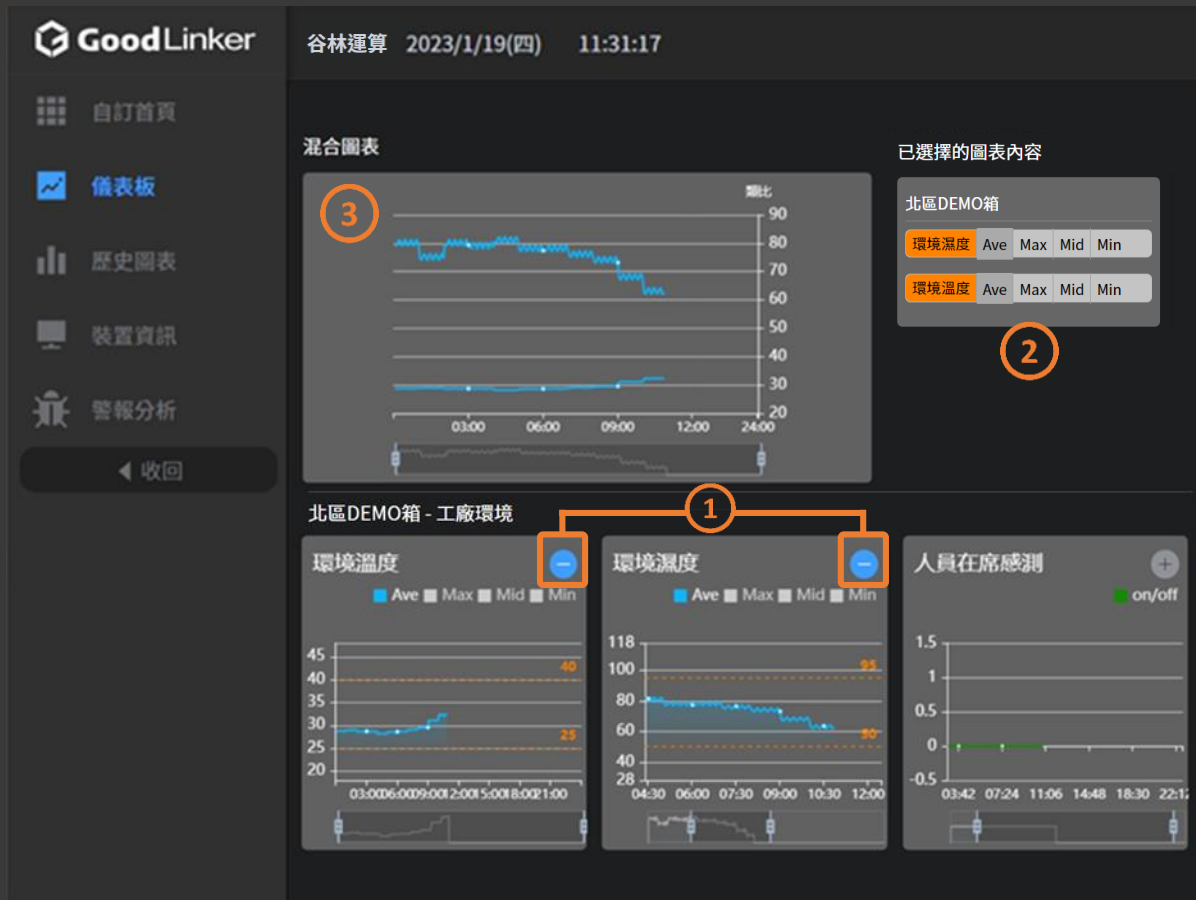 GoodLinker
谷林運算 2023/1/19(四) 11:31:17
自訂首頁
儀表板
歷史圖表
裝置資訊
警報分析
收回
混合圖表
3
類比
90
80
70
60
50
40
30
20
03:00 06:00 09:00 12:00 24:00
已選擇的圖表內容
北區DEMO箱
環境濕度 Ave Max Mid Min
環境溫度 Ave Max Mid Min
2
1
北區DEMO箱 - 工廠環境
環境溫度
Ave Max Mid Min
45
40
35
30
25
20
40
25
03:00 06:00 09:00 12:00 15:00 18:00 21:00
環境濕度
Ave Max Mid Min
118
100
80
60
40
28
95
50
04:30 06:00 07:30 09:00 10:30 12:00
人員在席感測
on/off
1.5
1
0.5
0
-0.5
03:42 07:24 11:06 14:48 18:30 22:12